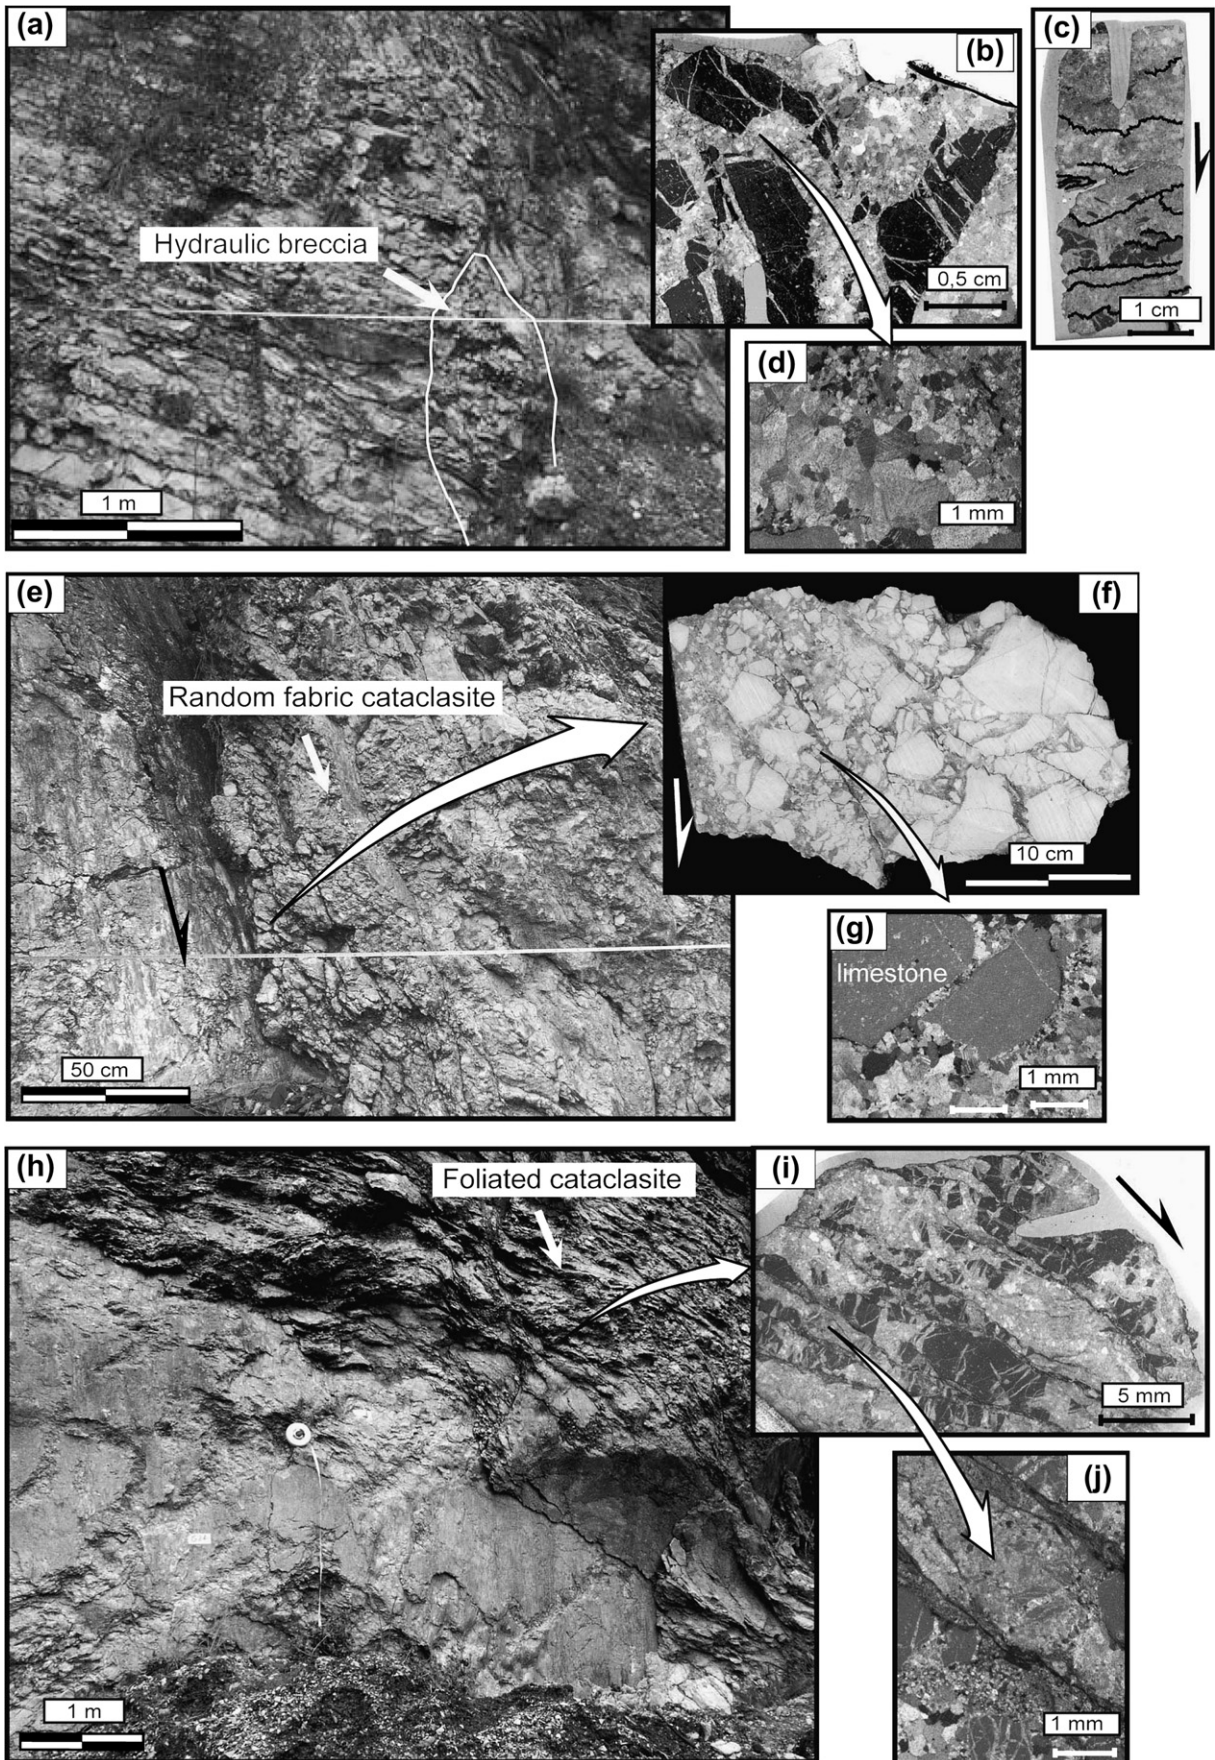 (a)
(b)
(c)
Hydraulic breccia
0,5 cm
1 cm
(d)
1 m
1 mm
(e)
(f)
Random fabric cataclasite
10 cm
(g)
limestone
50 cm
1 mm
(h)
Foliated cataclasite
(i)
5 mm
(j)
1 m
1 mm